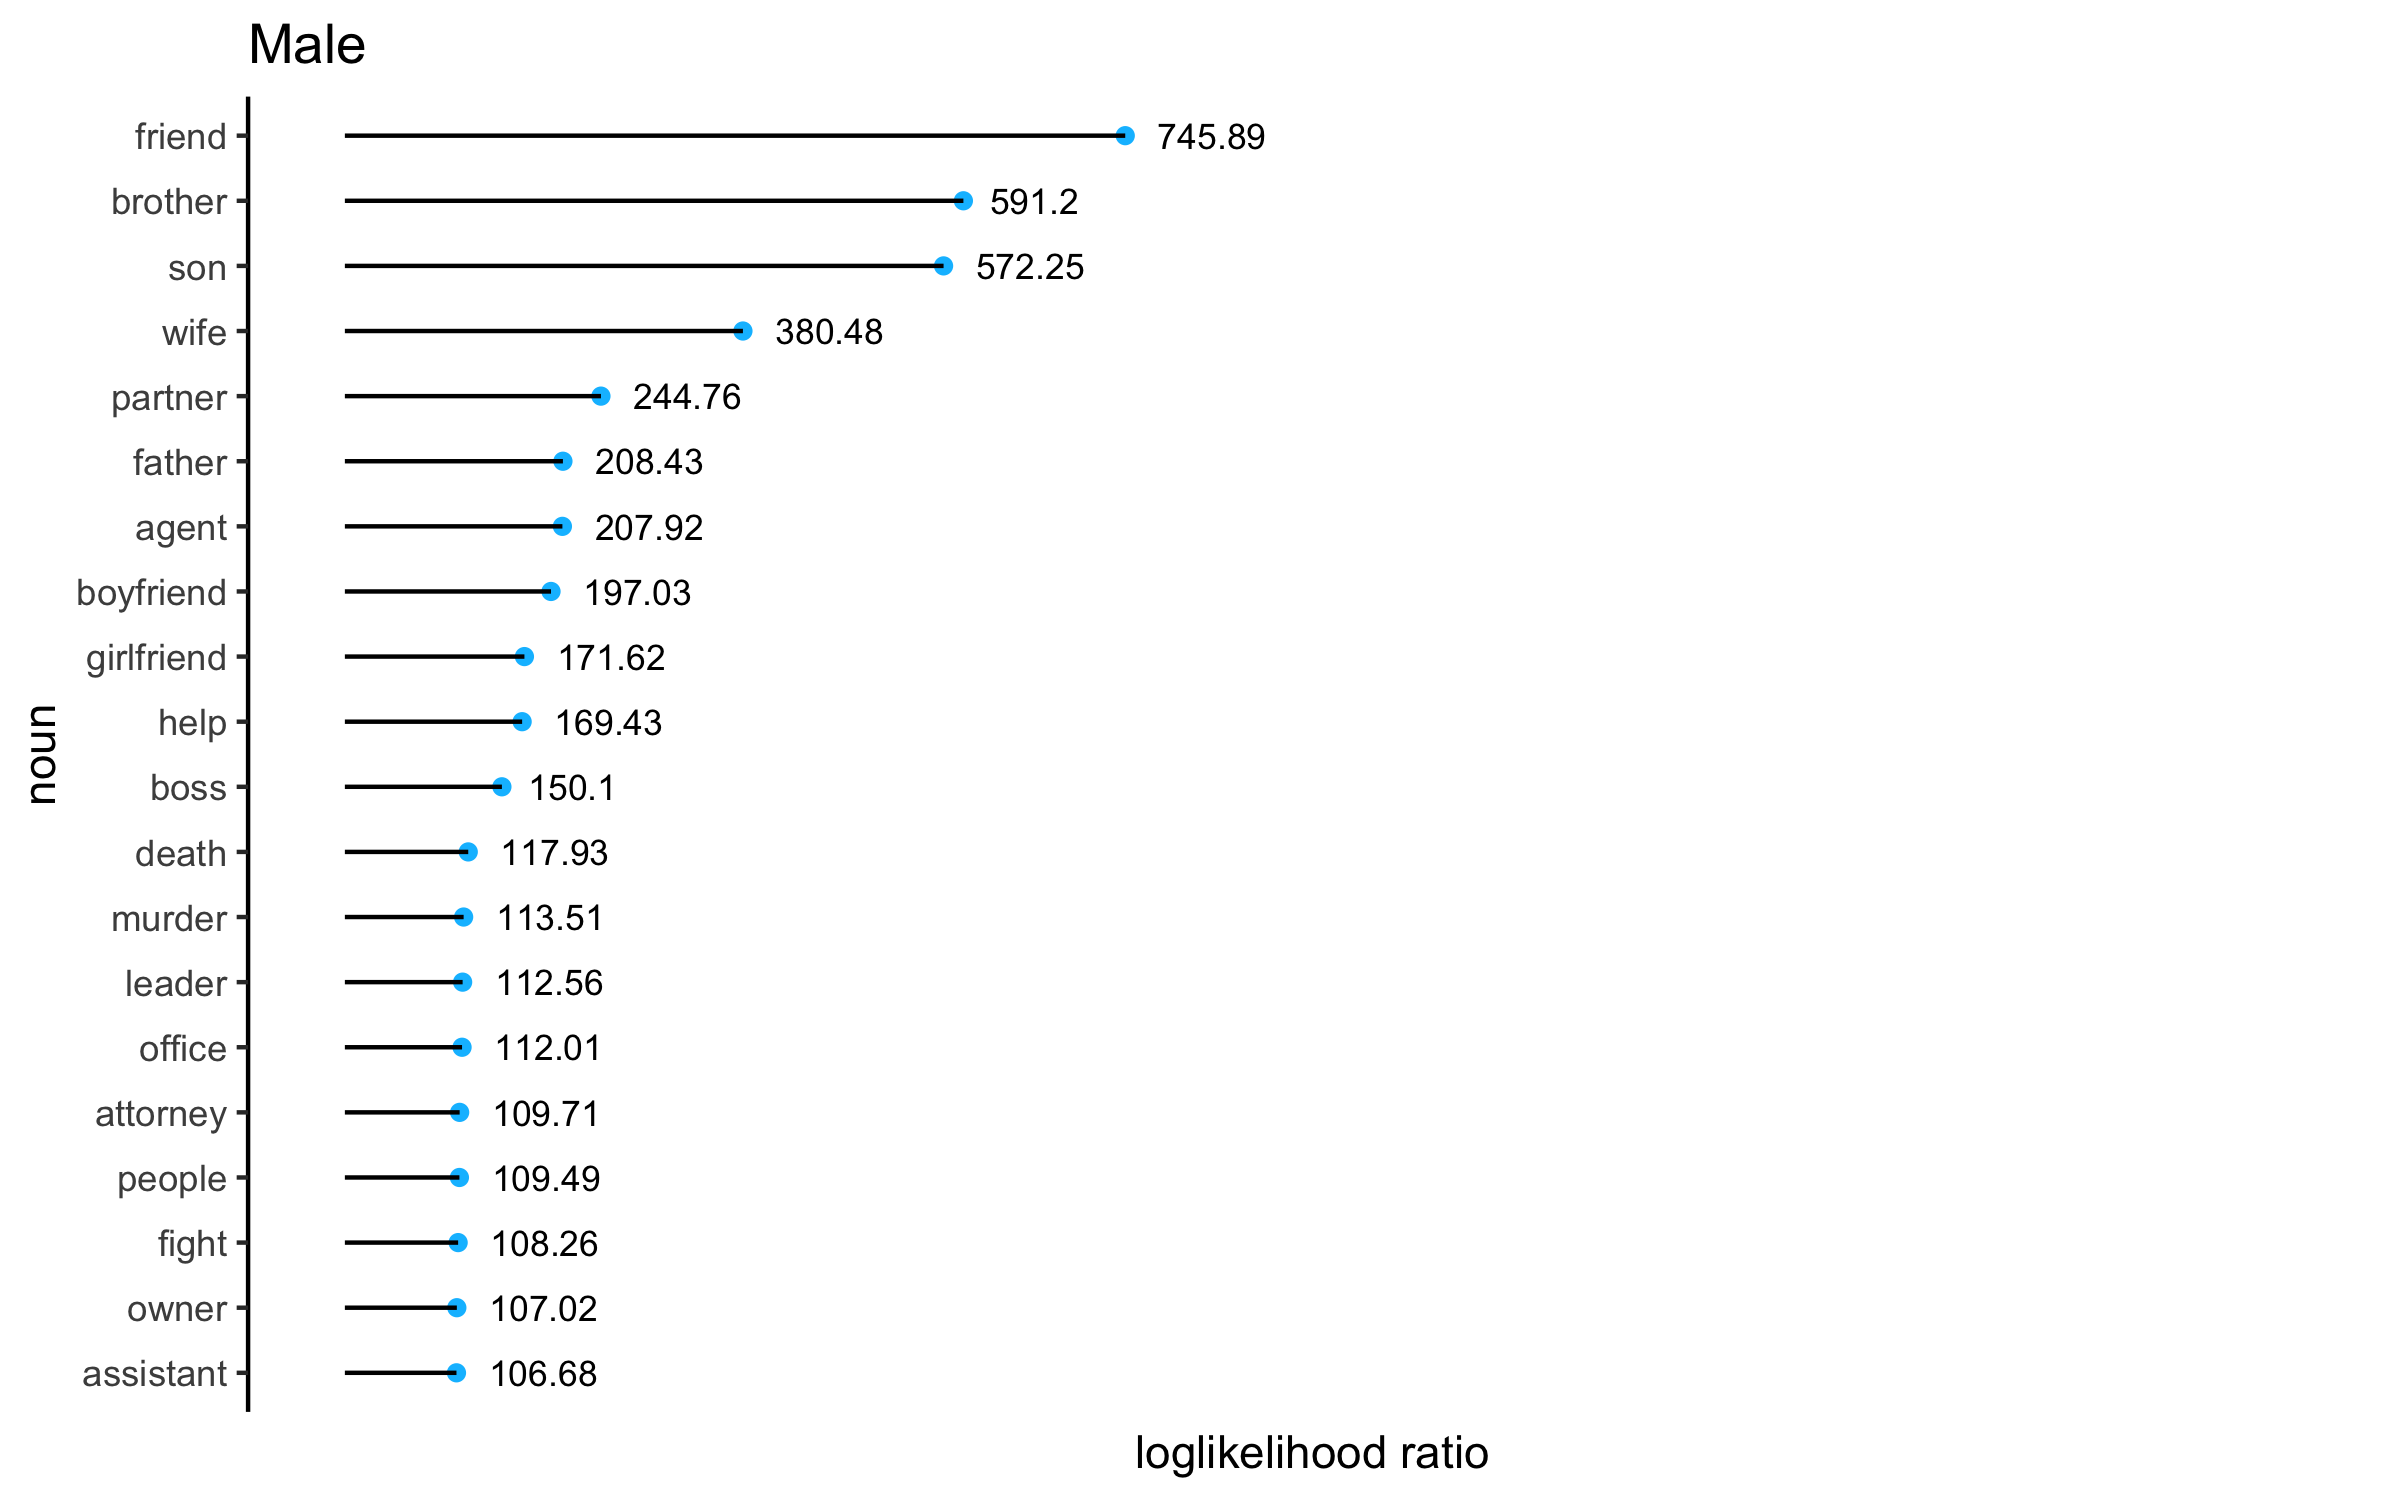 Male
friend 745.89
brother 591.2
son 572.25
wife 380.48
partner 244.76
father 208.43
agent 207.92
boyfriend 197.03
girlfriend 171.62
help 169.43
boss 150.1
death 117.93
murder 113.51
leader 112.56
office 112.01
attorney 109.71
people 109.49
fight 108.26
owner 107.02
assistant 106.68
noun
loglikelihood ratio